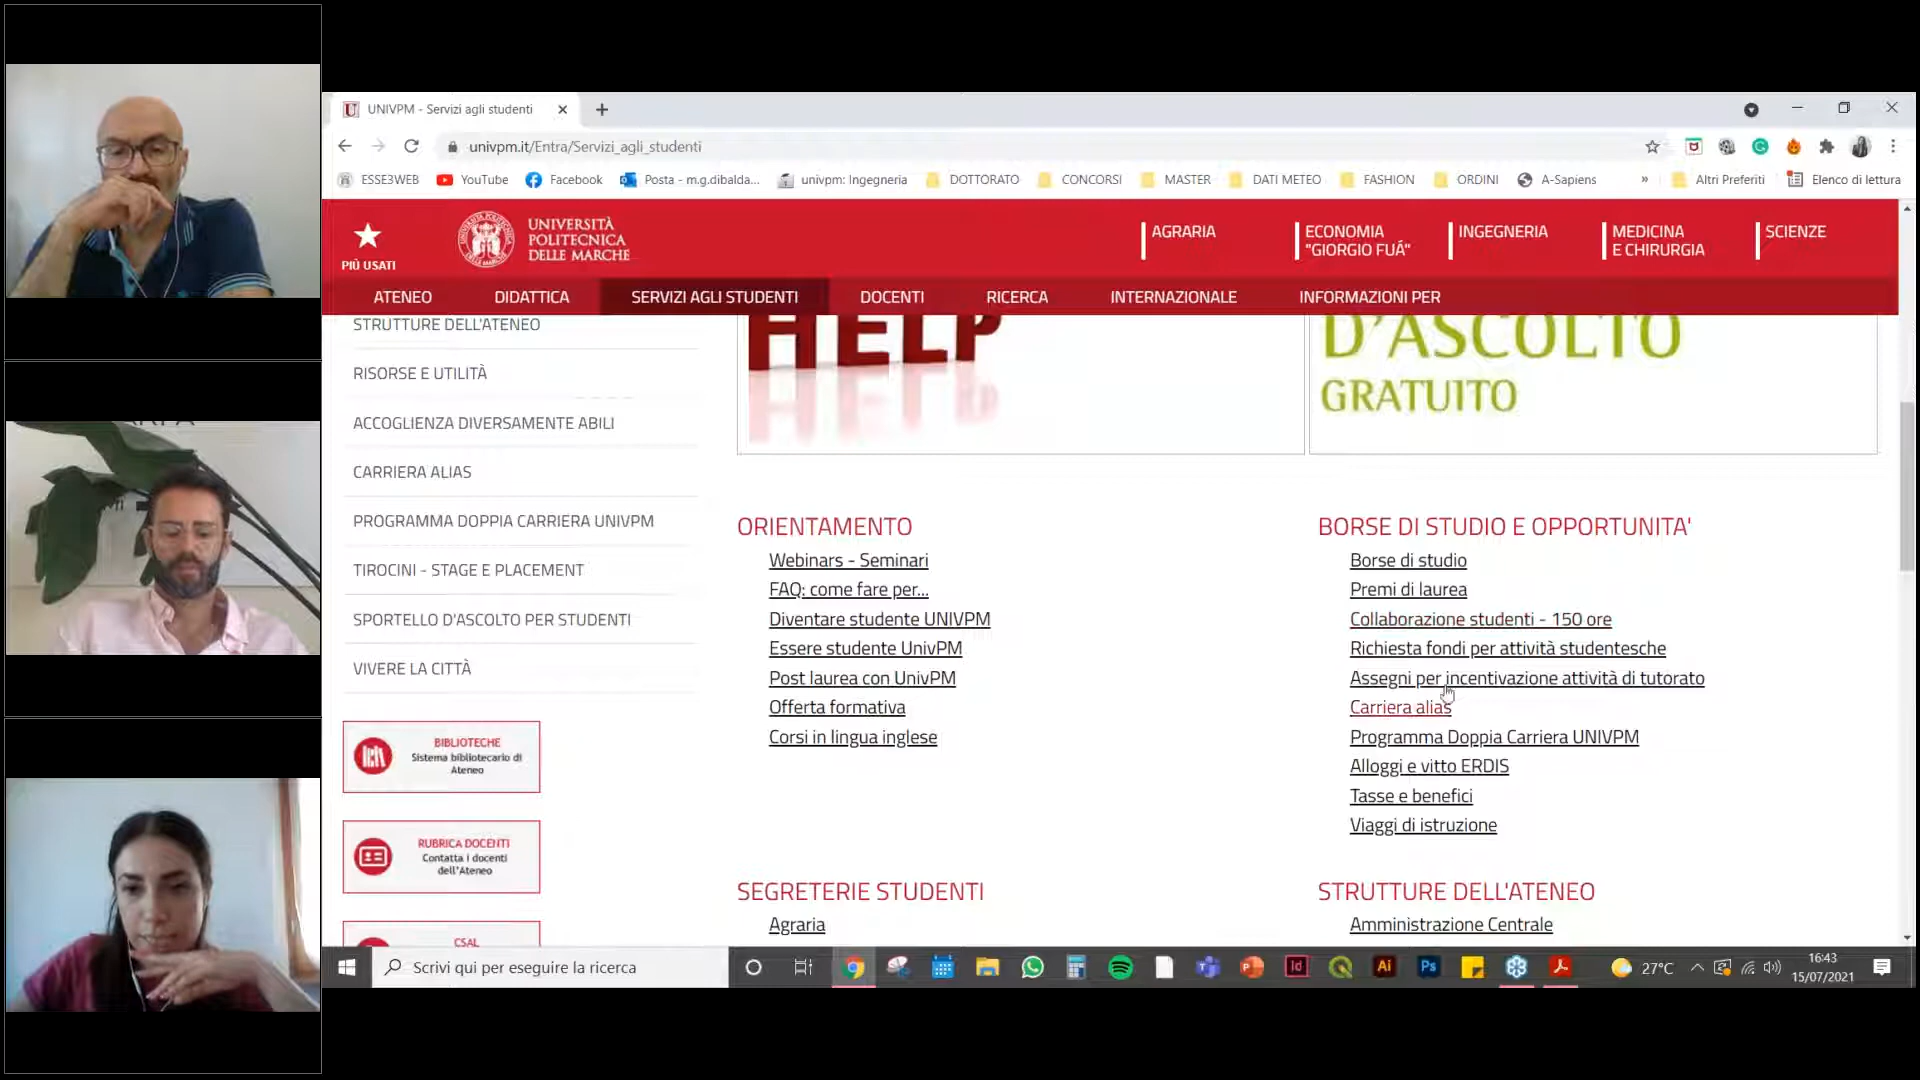 UNIVPM - Servizi agli studenti
univpm.it/Entra/Servizi_agli_studenti
ESSE3WEB
YouTube
Facebook
Posta - m.g.dibalda...
univpm: Ingegneria
DOTTORATO
CONCORSI
MASTER
DATI METEO
FASHION
ORDINI
A-Sapiens
»
Altri Preferiti
Elenco di lettura
PIÙ USATI
UNIVERSITÀ
POLITECNICA
DELLE MARCHE
AGRARIA
ECONOMIA
"GIORGIO FUÁ"
INGEGNERIA
MEDICINA
E CHIRURGIA
SCIENZE
ATENEO
DIDATTICA
SERVIZI AGLI STUDENTI
DOCENTI
RICERCA
INTERNAZIONALE
INFORMAZIONI PER
STRUTTURE DELL'ATENEO
RISORSE E UTILITÀ
ACCOGLIENZA DIVERSAMENTE ABILI
CARRIERA ALIAS
PROGRAMMA DOPPIA CARRIERA UNIVPM
TIROCINI - STAGE E PLACEMENT
SPORTELLO D'ASCOLTO PER STUDENTI
VIVERE LA CITTÀ
BIBLIOTECHE
Sistema bibliotecario di
Ateneo
RUBRICA DOCENTI
Contatta i docenti
dell'Ateneo
CSAL
HELP
D'ASCOLTO
GRATUITO
ORIENTAMENTO
Webinars - Seminari
FAQ: come fare per...
Diventare studente UNIVPM
Essere studente UnivPM
Post laurea con UnivPM
Offerta formativa
Corsi in lingua inglese
BORSE DI STUDIO E OPPORTUNITA'
Borse di studio
Premi di laurea
Collaborazione studenti - 150 ore
Richiesta fondi per attività studentesche
Assegni per incentivazione attività di tutorato
Carriera alias
Programma Doppia Carriera UNIVPM
Alloggi e vitto ERDIS
Tasse e benefici
Viaggi di istruzione
SEGRETERIE STUDENTI
Agraria
STRUTTURE DELL'ATENEO
Amministrazione Centrale
Scrivi qui per eseguire la ricerca
Id
Ai
Ps
27°C
16:43
15/07/2021